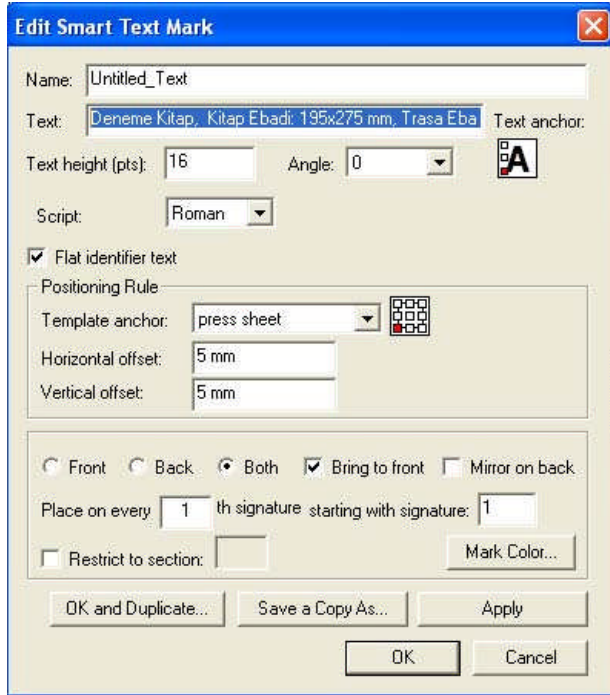 Edit Smart Text Mark
Name: Untitled_Text
Text: Deneme Kitap, Kitap Ebadi: 195x275 mm, Trasa Eba Text anchor:
Text height (pts): 16 Angle: 0 A
Script: Roman
Flat identifier text
Positioning Rule
Template anchor: press sheet
Horizontal offset: 5 mm
Vertical offset: 5 mm
Front Back Both Bring to front Mirror on back
Place on every 1 th signature starting with signature: 1
Restrict to section: Mark Color...
OK and Duplicate... Save a Copy As... Apply
OK Cancel